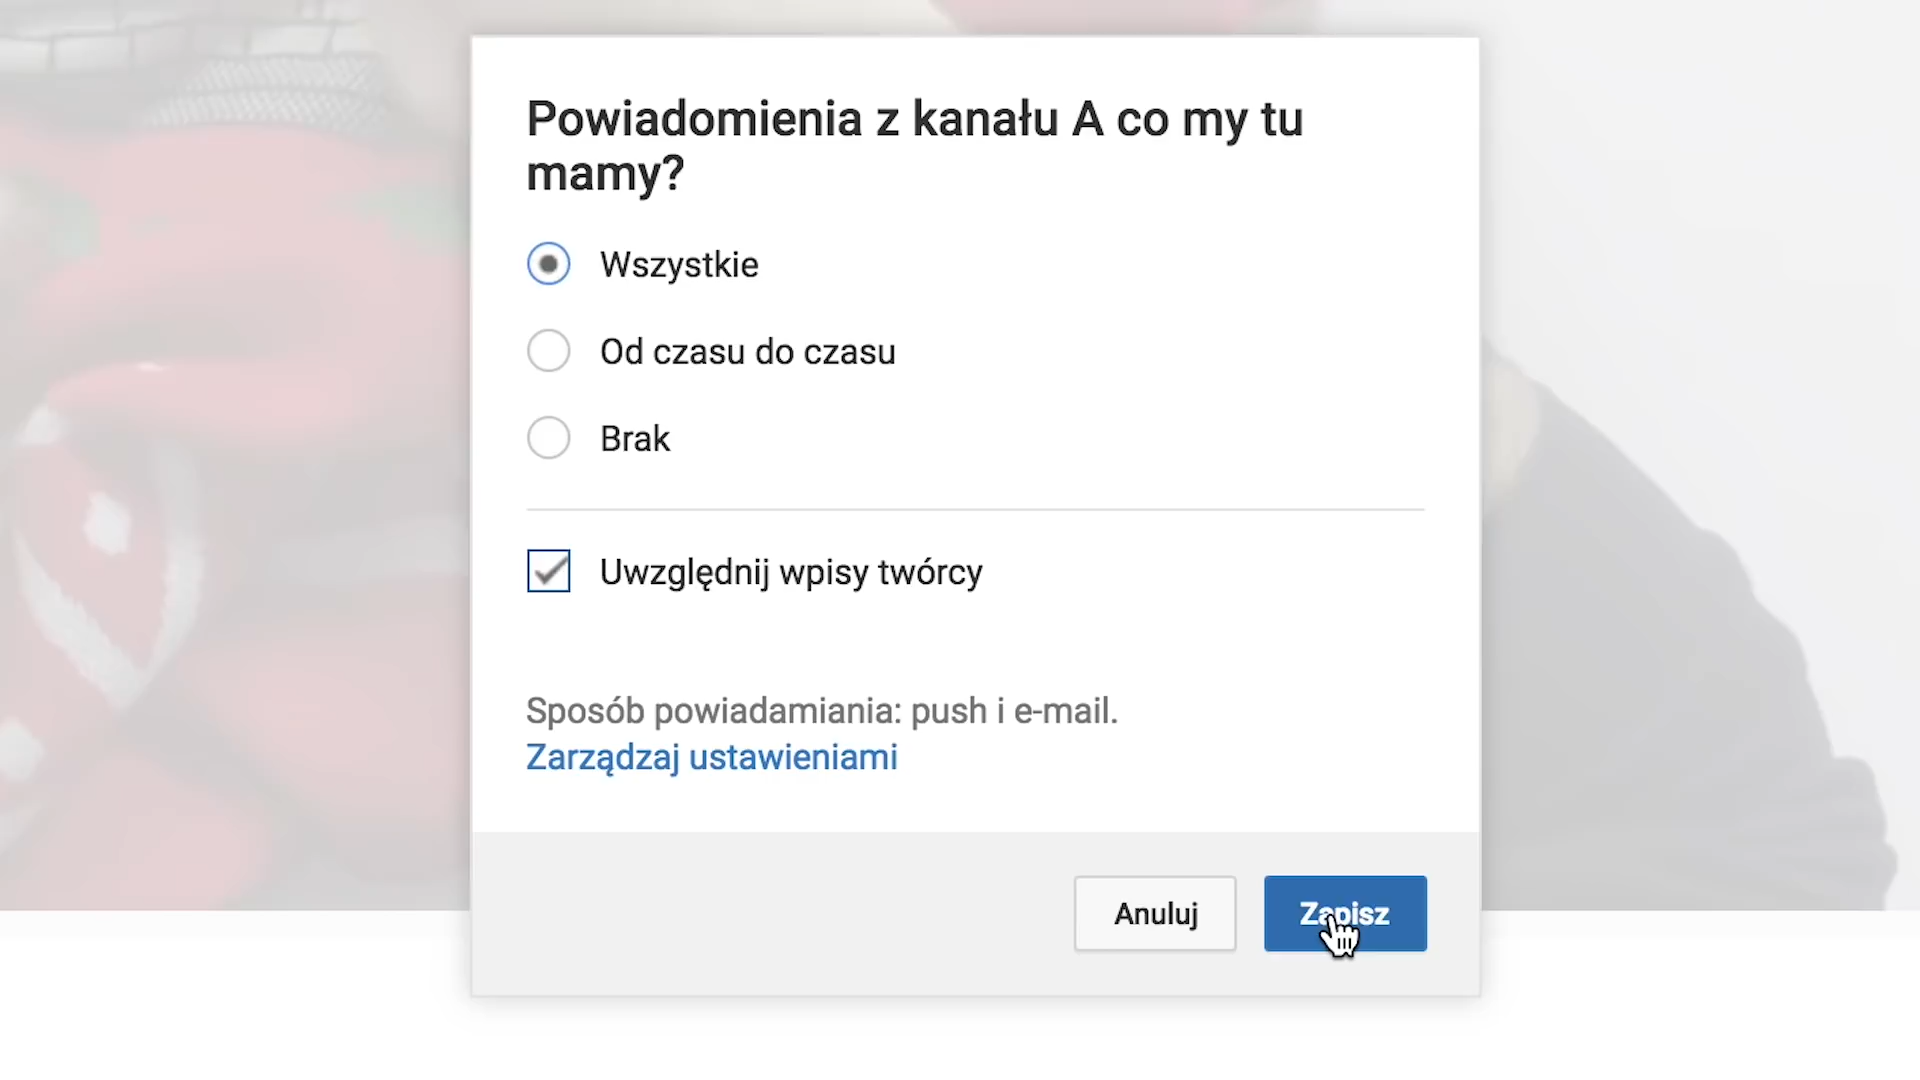 Powiadomienia z kanału A co my tu
mamy?
Wszystkie
Od czasu do czasu
Brak
Uwzględnij wpisy twórcy
Sposób powiadamiania: push i e-mail.
Zarządzaj ustawieniami
Anuluj
Zapisz